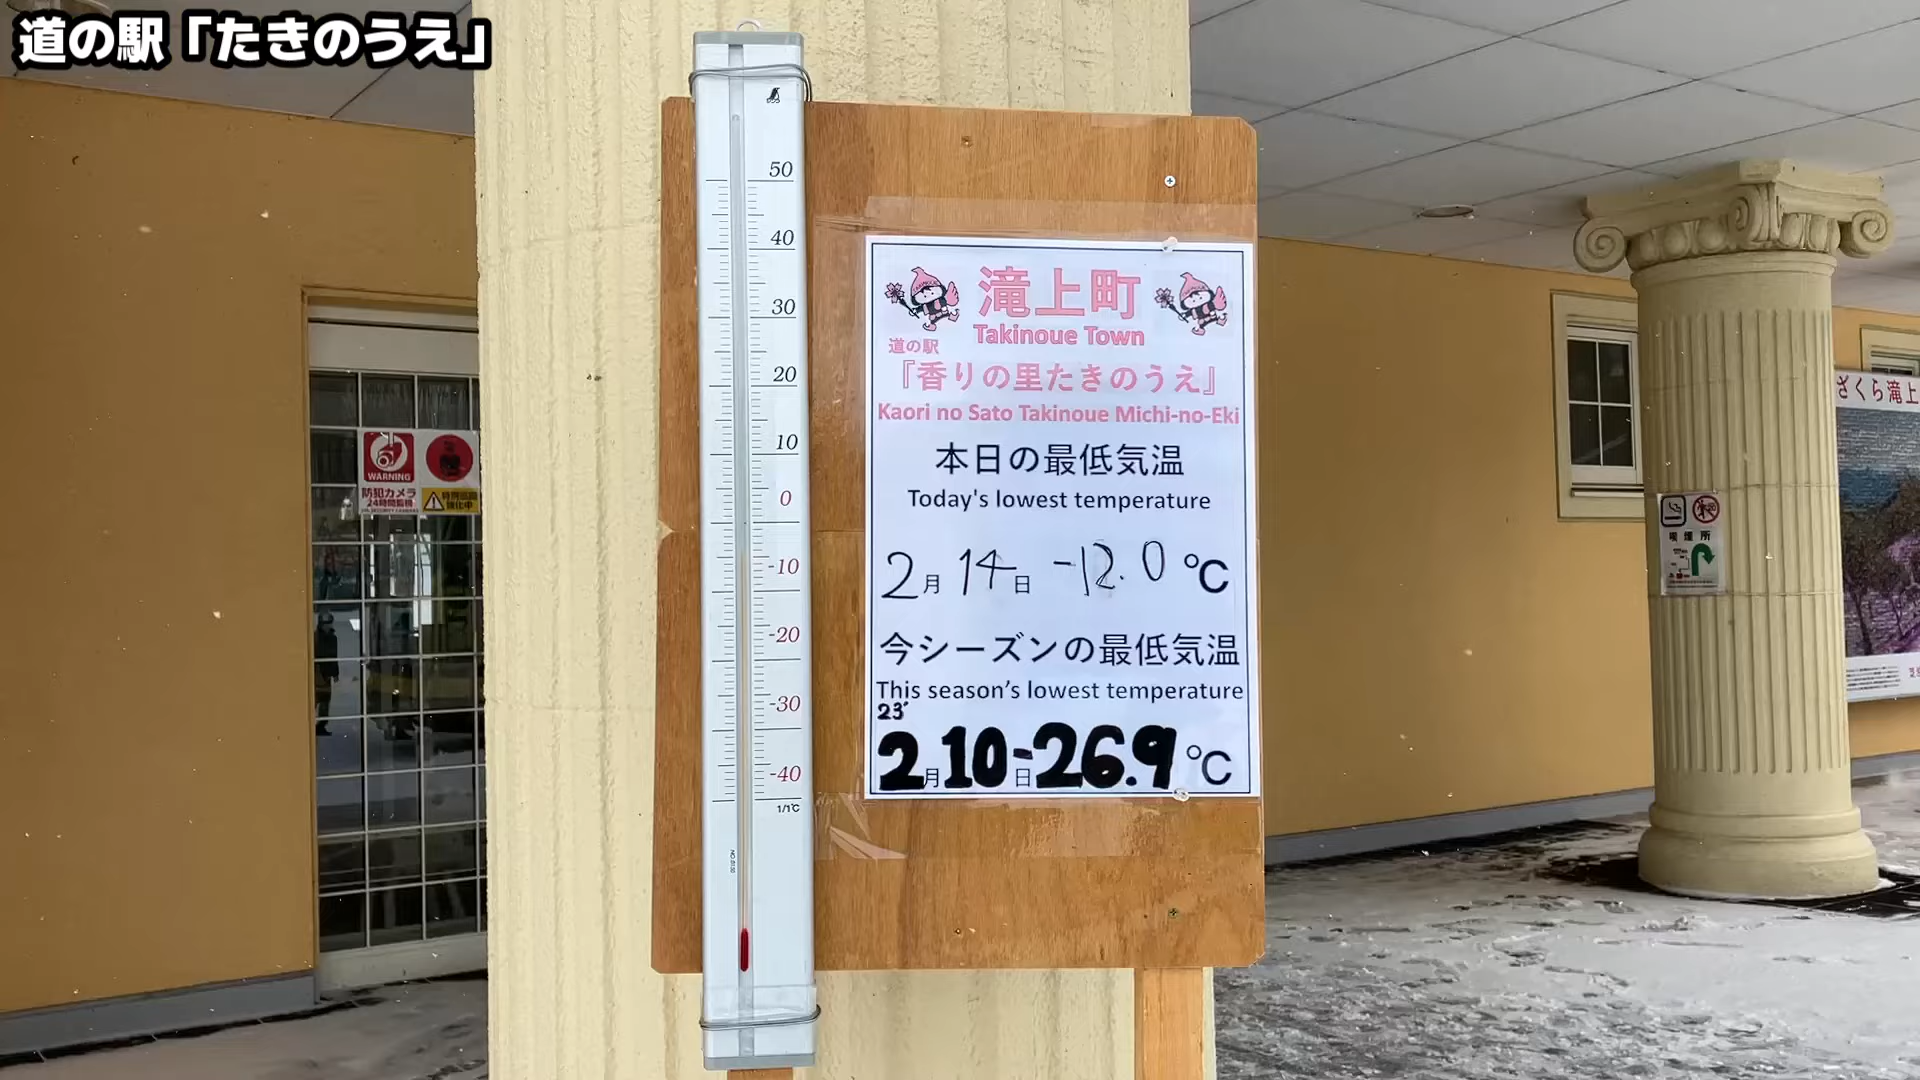 道の駅「たきのうえ」
50
40
30
20
10
0
-10
-20
-30
-40
1/1℃
滝上町
Takinoue Town
道の駅
『香りの里たきのうえ』
Kaori no Sato Takinoue Michi-no-Eki
本日の最低気温
Today's lowest temperature
2月14日 -12.0℃
今シーズンの最低気温
This season's lowest temperature
23'
2月10日-26.9℃
WARNING
防犯カメラ
24時間監視
喫煙所
ざくら滝上